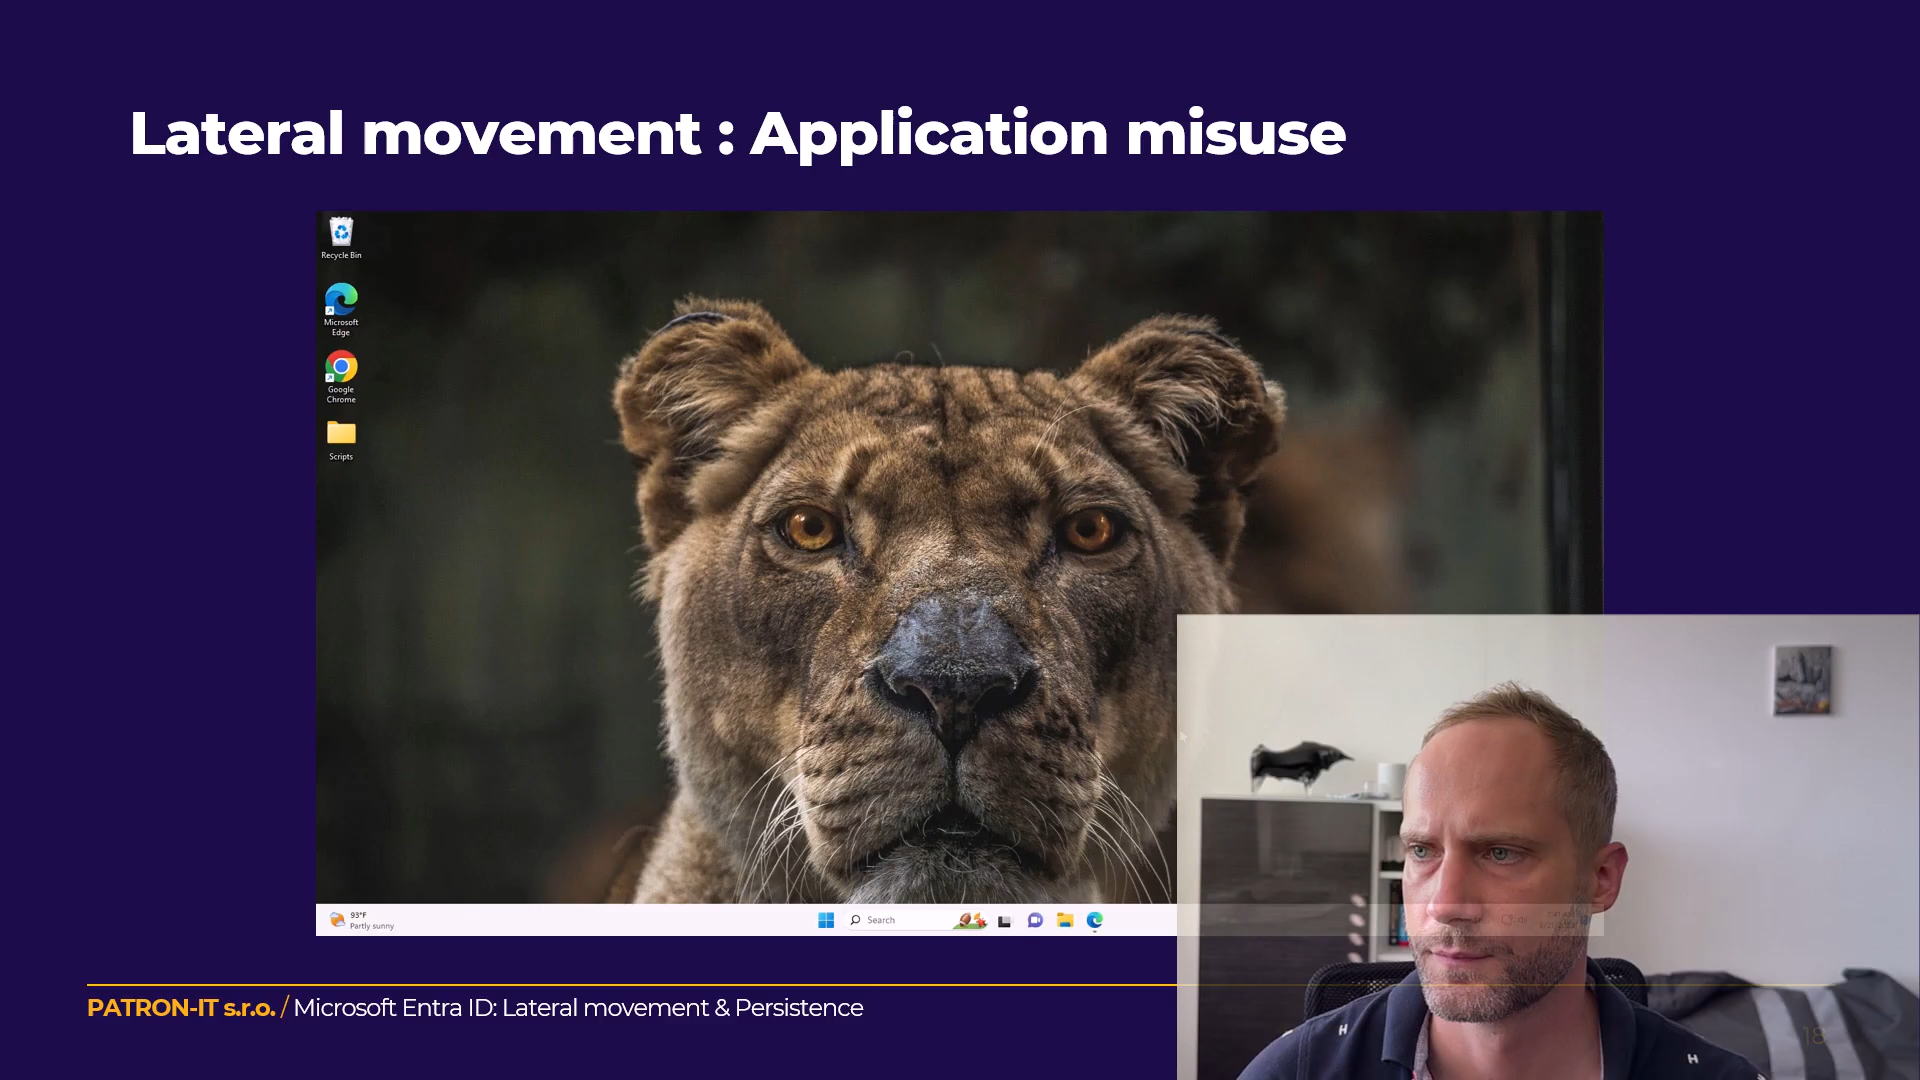 Lateral movement : Application misuse
Recycle Bin
Microsoft
Edge
Google
Chrome
Scripts
93°F
Partly sunny
Search
PATRON-IT s.r.o. / Microsoft Entra ID: Lateral movement & Persistence
H
H
18